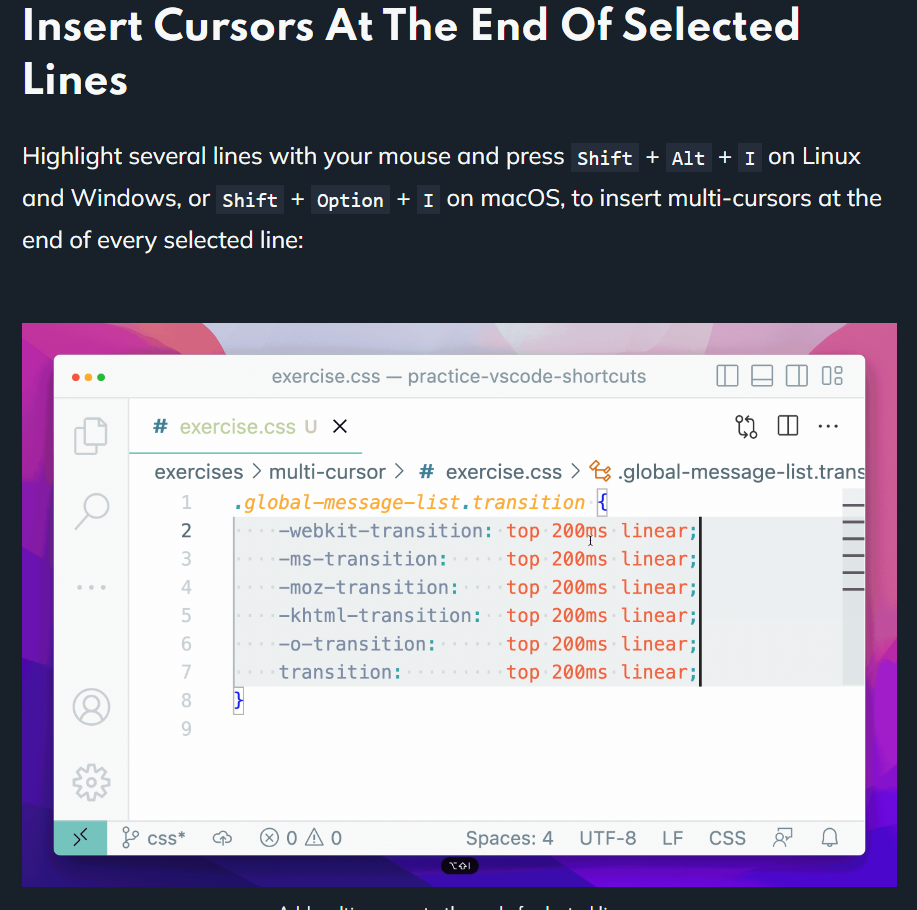 Insert Cursors At The End Of Selected
Lines
Highlight several lines with your mouse and press Shift + Alt + I on Linux
and Windows, or Shift + Option + I on macOS, to insert multi-cursors at the
end of every selected line:
exercise.css — practice-vscode-shortcuts
# exercise.css U
exercises > multi-cursor > # exercise.css > .global-message-list.trans
1 .global-message-list.transition {
2 -webkit-transition: top 200ms linear;
3 -ms-transition: top 200ms linear;
4 -moz-transition: top 200ms linear;
5 -khtml-transition: top 200ms linear;
6 -o-transition: top 200ms linear;
7 transition: top 200ms linear;
8 }
9
css* 0 0 Spaces: 4 UTF-8 LF CSS
⌥⇧I